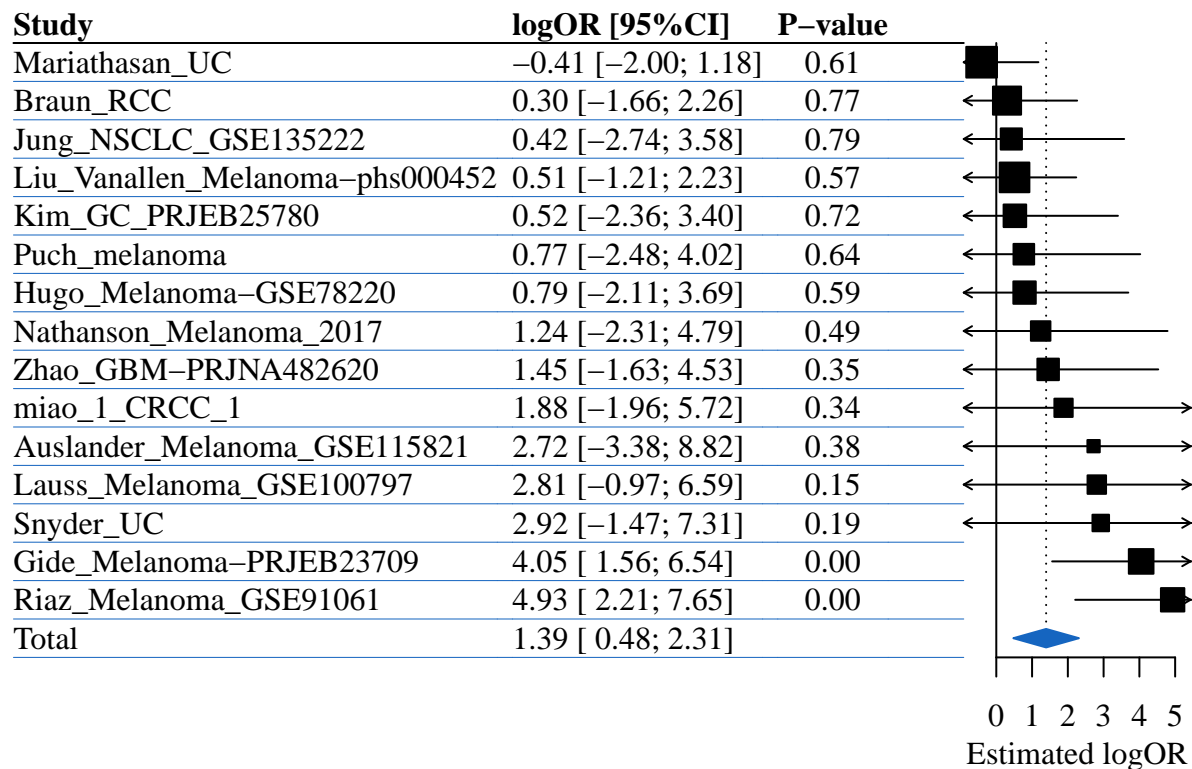 Study logOR [95%CI] P−value
Mariathasan_UC −0.41 [−2.00; 1.18] 0.61
Braun_RCC 0.30 [−1.66; 2.26] 0.77
Jung_NSCLC_GSE135222 0.42 [−2.74; 3.58] 0.79
Liu_Vanallen_Melanoma−phs000452 0.51 [−1.21; 2.23] 0.57
Kim_GC_PRJEB25780 0.52 [−2.36; 3.40] 0.72
Puch_melanoma 0.77 [−2.48; 4.02] 0.64
Hugo_Melanoma−GSE78220 0.79 [−2.11; 3.69] 0.59
Nathanson_Melanoma_2017 1.24 [−2.31; 4.79] 0.49
Zhao_GBM−PRJNA482620 1.45 [−1.63; 4.53] 0.35
miao_1_CRCC_1 1.88 [−1.96; 5.72] 0.34
Auslander_Melanoma_GSE115821 2.72 [−3.38; 8.82] 0.38
Lauss_Melanoma_GSE100797 2.81 [−0.97; 6.59] 0.15
Snyder_UC 2.92 [−1.47; 7.31] 0.19
Gide_Melanoma−PRJEB23709 4.05 [ 1.56; 6.54] 0.00
Riaz_Melanoma_GSE91061 4.93 [ 2.21; 7.65] 0.00
Total 1.39 [ 0.48; 2.31]
0 1 2 3 4 5
Estimated logOR